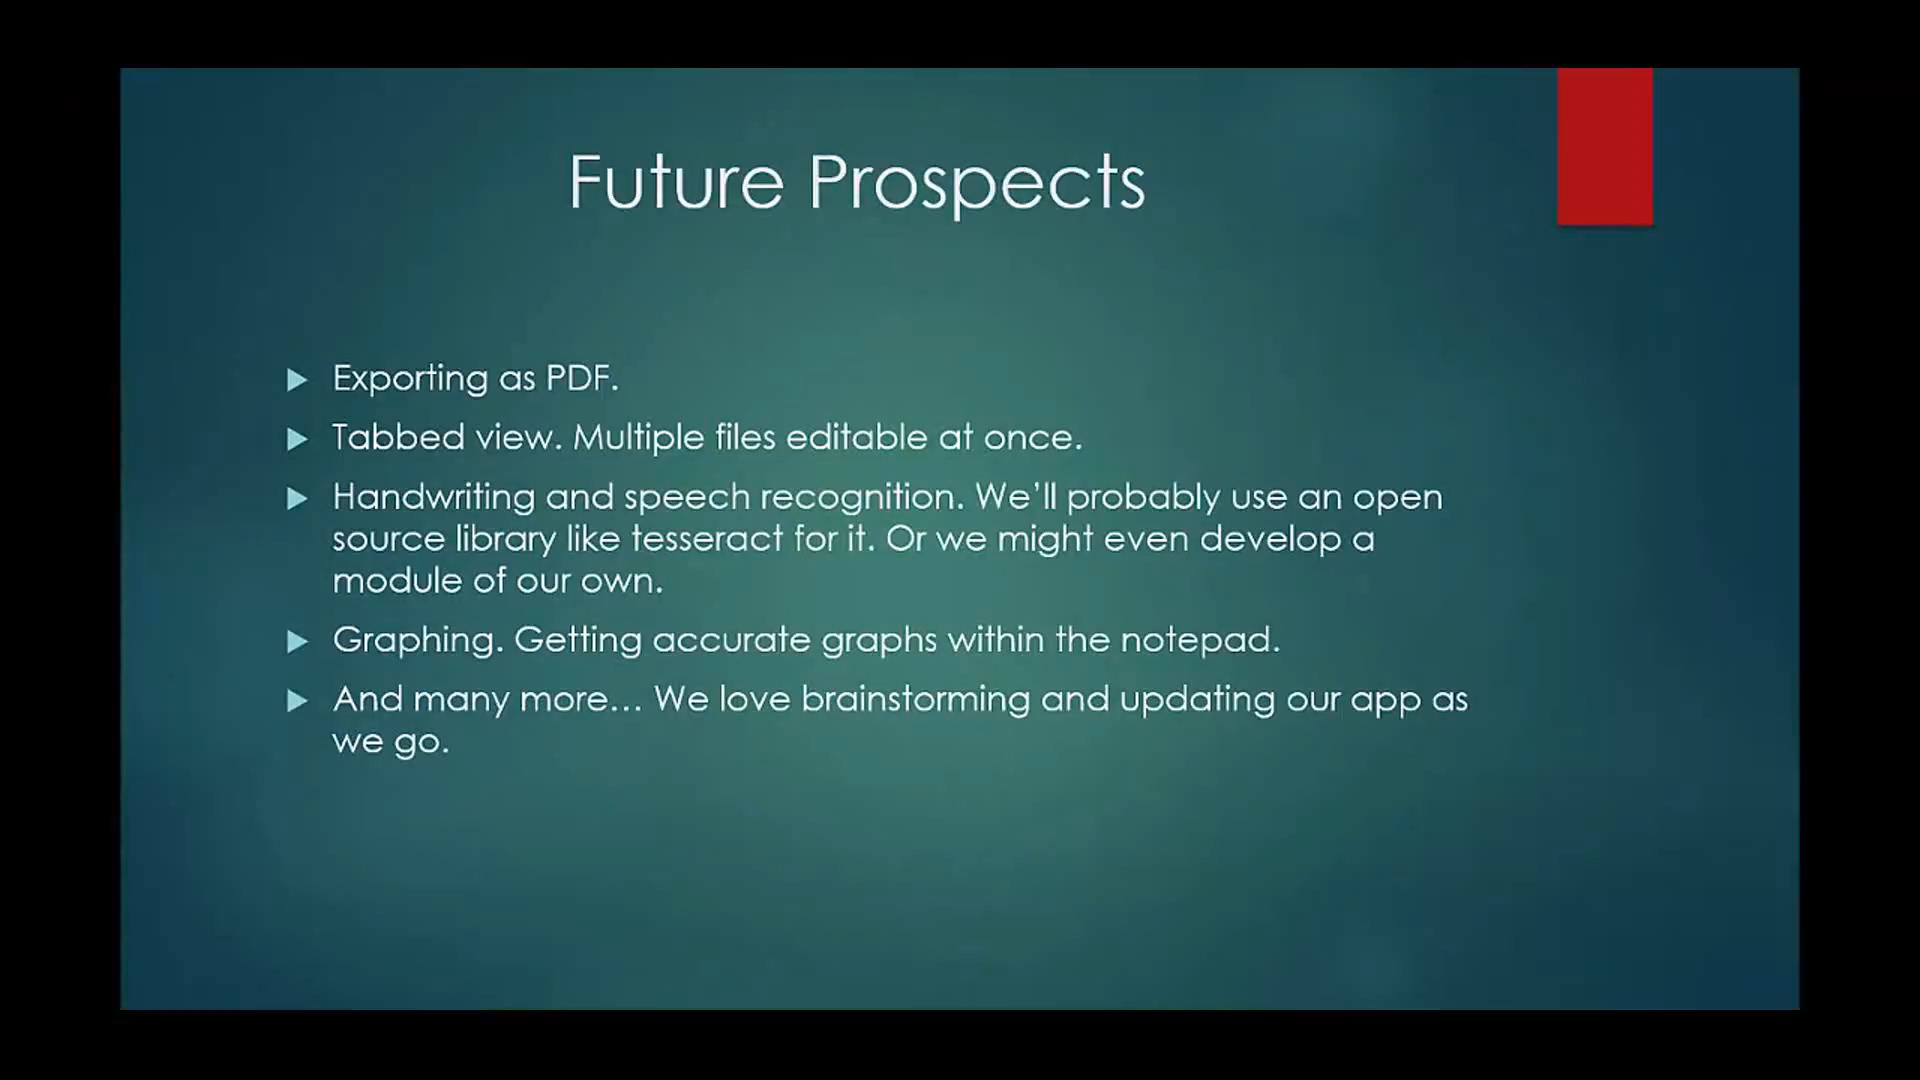 Future Prospects
Exporting as PDF.
Tabbed view. Multiple files editable at once.
Handwriting and speech recognition. We’ll probably use an open
source library like tesseract for it. Or we might even develop a
module of our own.
Graphing. Getting accurate graphs within the notepad.
And many more… We love brainstorming and updating our app as
we go.